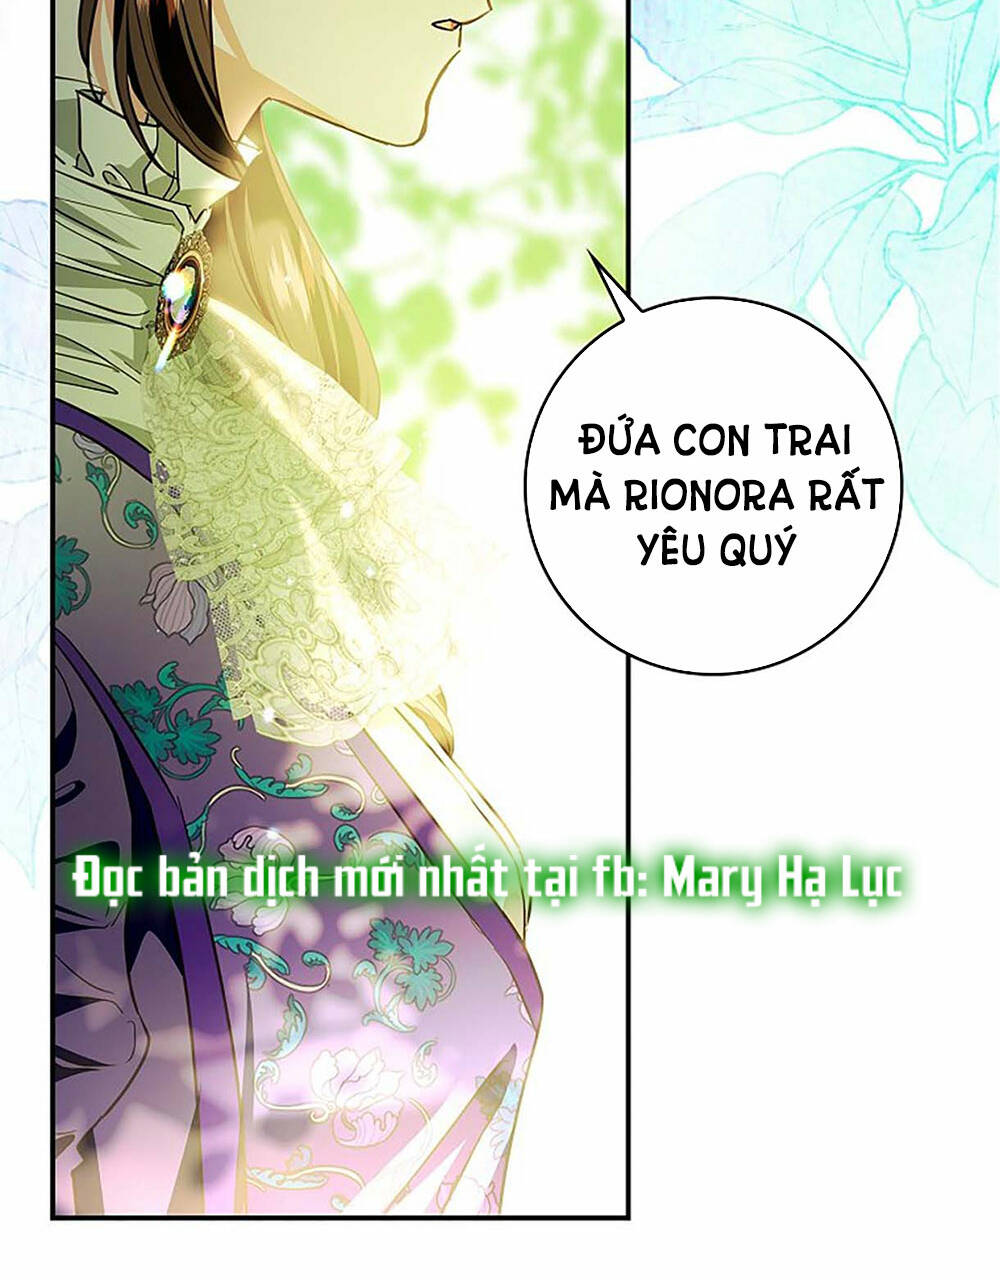 ĐỨA CON TRAI
MÀ RIONORA RẤT
YÊU QUÝ
Đọc bản dịch mới nhất tại fb: Mary Hạ Lục